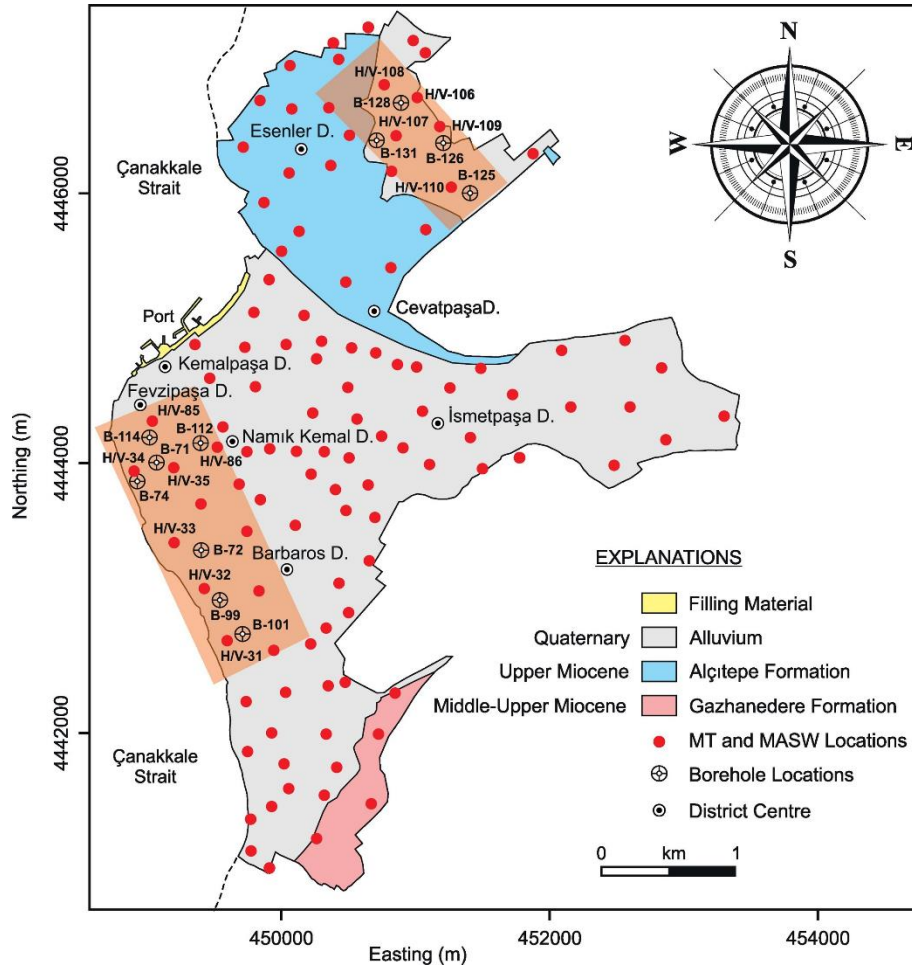 N
W
E
S
H/V-108
B-128
H/V-106
H/V-107
H/V-109
Esenler D.
B-131
B-126
B-125
H/V-110
Çanakkale
Strait
4446000
Port
CevatpaşaD.
Kemalpaşa D.
Fevzipaşa D.
H/V-85
B-112
B-114
B-71
H/V-34
H/V-86
Namık Kemal D.
İsmetpaşa D.
H/V-35
B-74
4444000
Northing (m)
H/V-33
B-72
Barbaros D.
H/V-32
B-99
B-101
H/V-31
EXPLANATIONS
Filling Material
Quaternary Alluvium
Upper Miocene Alçıtepe Formation
Middle-Upper Miocene Gazhanedere Formation
MT and MASW Locations
Borehole Locations
District Centre
4442000
Çanakkale
Strait
0 km 1
450000 452000 454000
Easting (m)